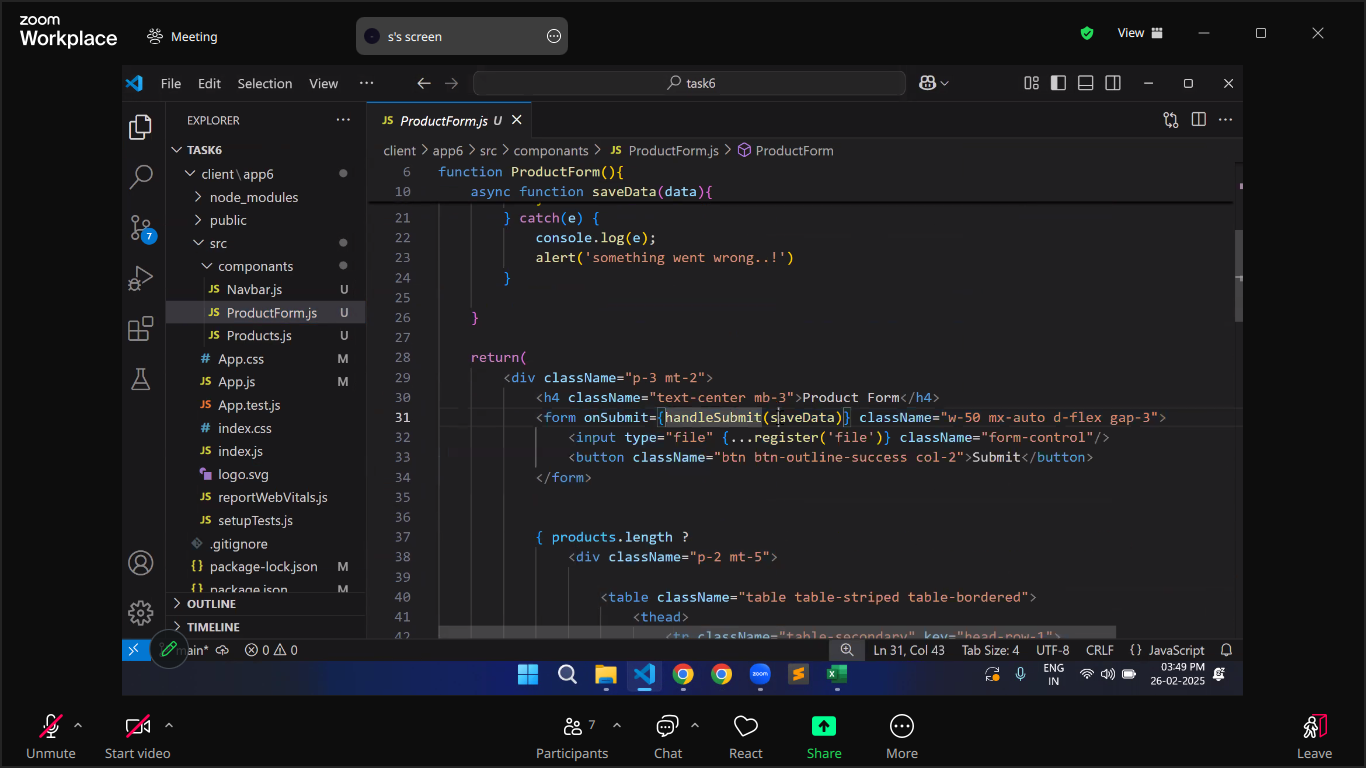 zoom
Workplace
Meeting
s's screen
View
File Edit Selection View
task6
EXPLORER
TASK6
client\app6
node_modules
public
src
componants
JS Navbar.js U
JS ProductForm.js U
JS Products.js U
# App.css M
JS App.js M
JS App.test.js
# index.css
JS index.js
logo.svg
JS reportWebVitals.js
JS setupTests.js
.gitignore
{} package-lock.json M
{} package.json M
OUTLINE
TIMELINE
7
JS ProductForm.js U
client > app6 > src > componants > JS ProductForm.js > ProductForm
6 function ProductForm(){
10 async function saveData(data){
21 } catch(e) {
22 console.log(e);
23 alert('something went wrong..!')
24 }
25
26 }
27
28 return(
29 <div className="p-3 mt-2">
30 <h4 className="text-center mb-3">Product Form</h4>
31 <form onSubmit={handleSubmit(saveData)} className="w-50 mx-auto d-flex gap-3">
32 <input type="file" {...register('file')} className="form-control"/>
33 <button className="btn btn-outline-success col-2">Submit</button>
34 </form>
35
36
37 { products.length ?
38 <div className="p-2 mt-5">
39
40 <table className="table table-striped table-bordered">
41 <thead>
42 <tr className="table-secondary" key="head-row-1">
main* 0 0
Ln 31, Col 43 Tab Size: 4 UTF-8 CRLF {} JavaScript
zoom
ENG
IN
03:49 PM
26-02-2025
Unmute
Start video
Participants
7
Chat
React
Share
More
Leave